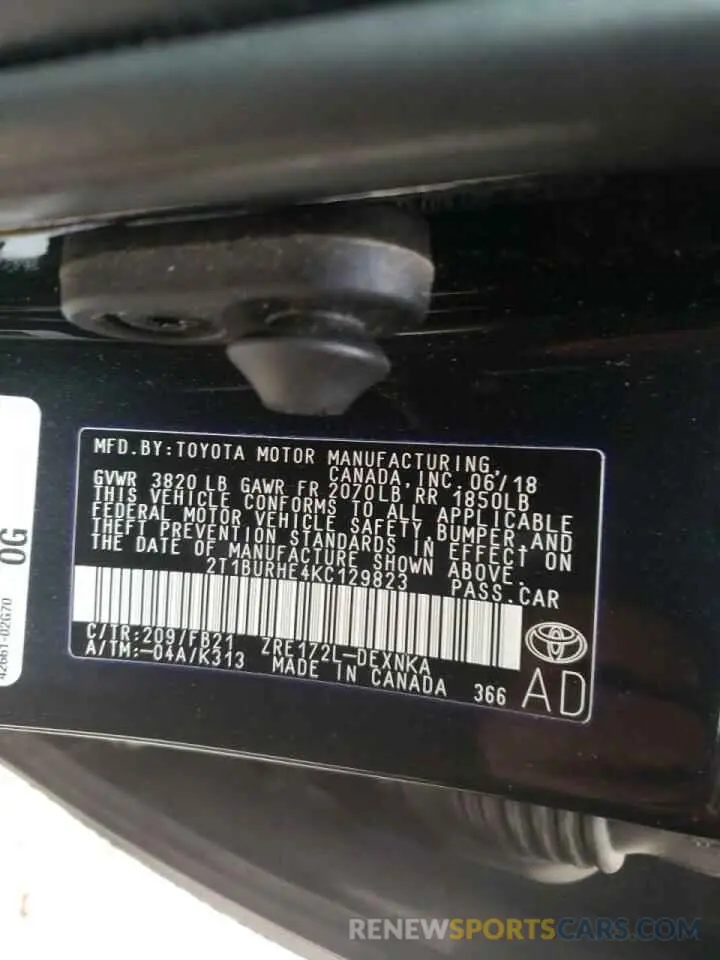 MFD.BY:TOYOTA MOTOR MANUFACTURING,
CANADA, INC. 06/18
GVWR 3820 LB GAWR FR 2070LB RR 1850LB
THIS VEHICLE CONFORMS TO ALL APPLICABLE
FEDERAL MOTOR VEHICLE SAFETY, BUMPER, AND
THEFT PREVENTION STANDARDS IN EFFECT ON
THE DATE OF MANUFACTURE SHOWN ABOVE.
2T1BURHE4KC129823 PASS.CAR
C/TR:209/FB21 ZRE172L-DEXNKA
A/TM:-04A/K313 MADE IN CANADA 366
AD
0G
42661-02G70
RENEWSPORTSCARS.COM